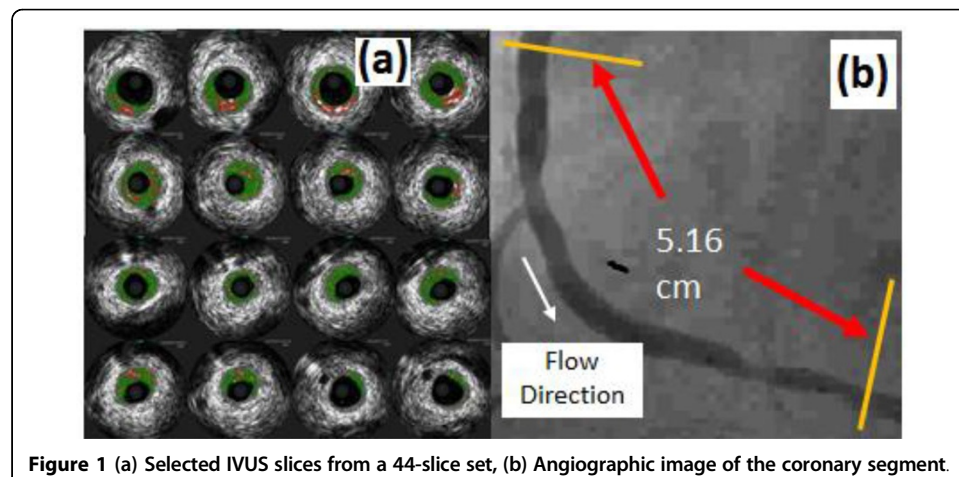 (a)
(b)
5.16
cm
Flow
Direction
Figure 1 (a) Selected IVUS slices from a 44-slice set, (b) Angiographic image of the coronary segment.